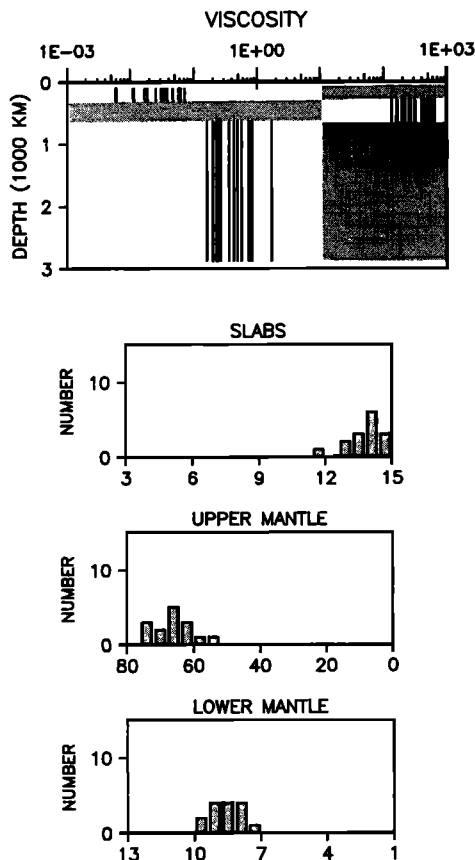 VISCOSITY
1E-03 1E+00 1E+03
DEPTH (1000 KM)
0
1
2
3
SLABS
NUMBER
10
0
3 6 9 12 15
UPPER MANTLE
NUMBER
10
0
80 60 40 20 0
LOWER MANTLE
NUMBER
10
0
13 10 7 4 1